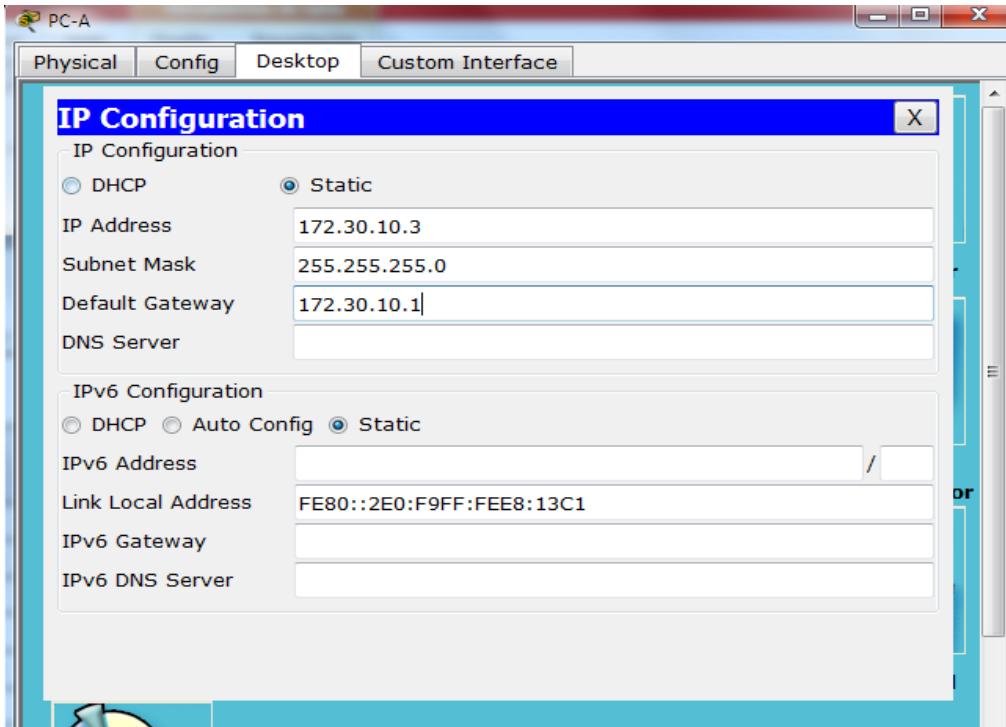 PC-A
Physical Config Desktop Custom Interface
IP Configuration X
IP Configuration
DHCP Static
IP Address 172.30.10.3
Subnet Mask 255.255.255.0
Default Gateway 172.30.10.1
DNS Server
IPv6 Configuration
DHCP Auto Config Static
IPv6 Address /
Link Local Address FE80::2E0:F9FF:FEE8:13C1
IPv6 Gateway
IPv6 DNS Server